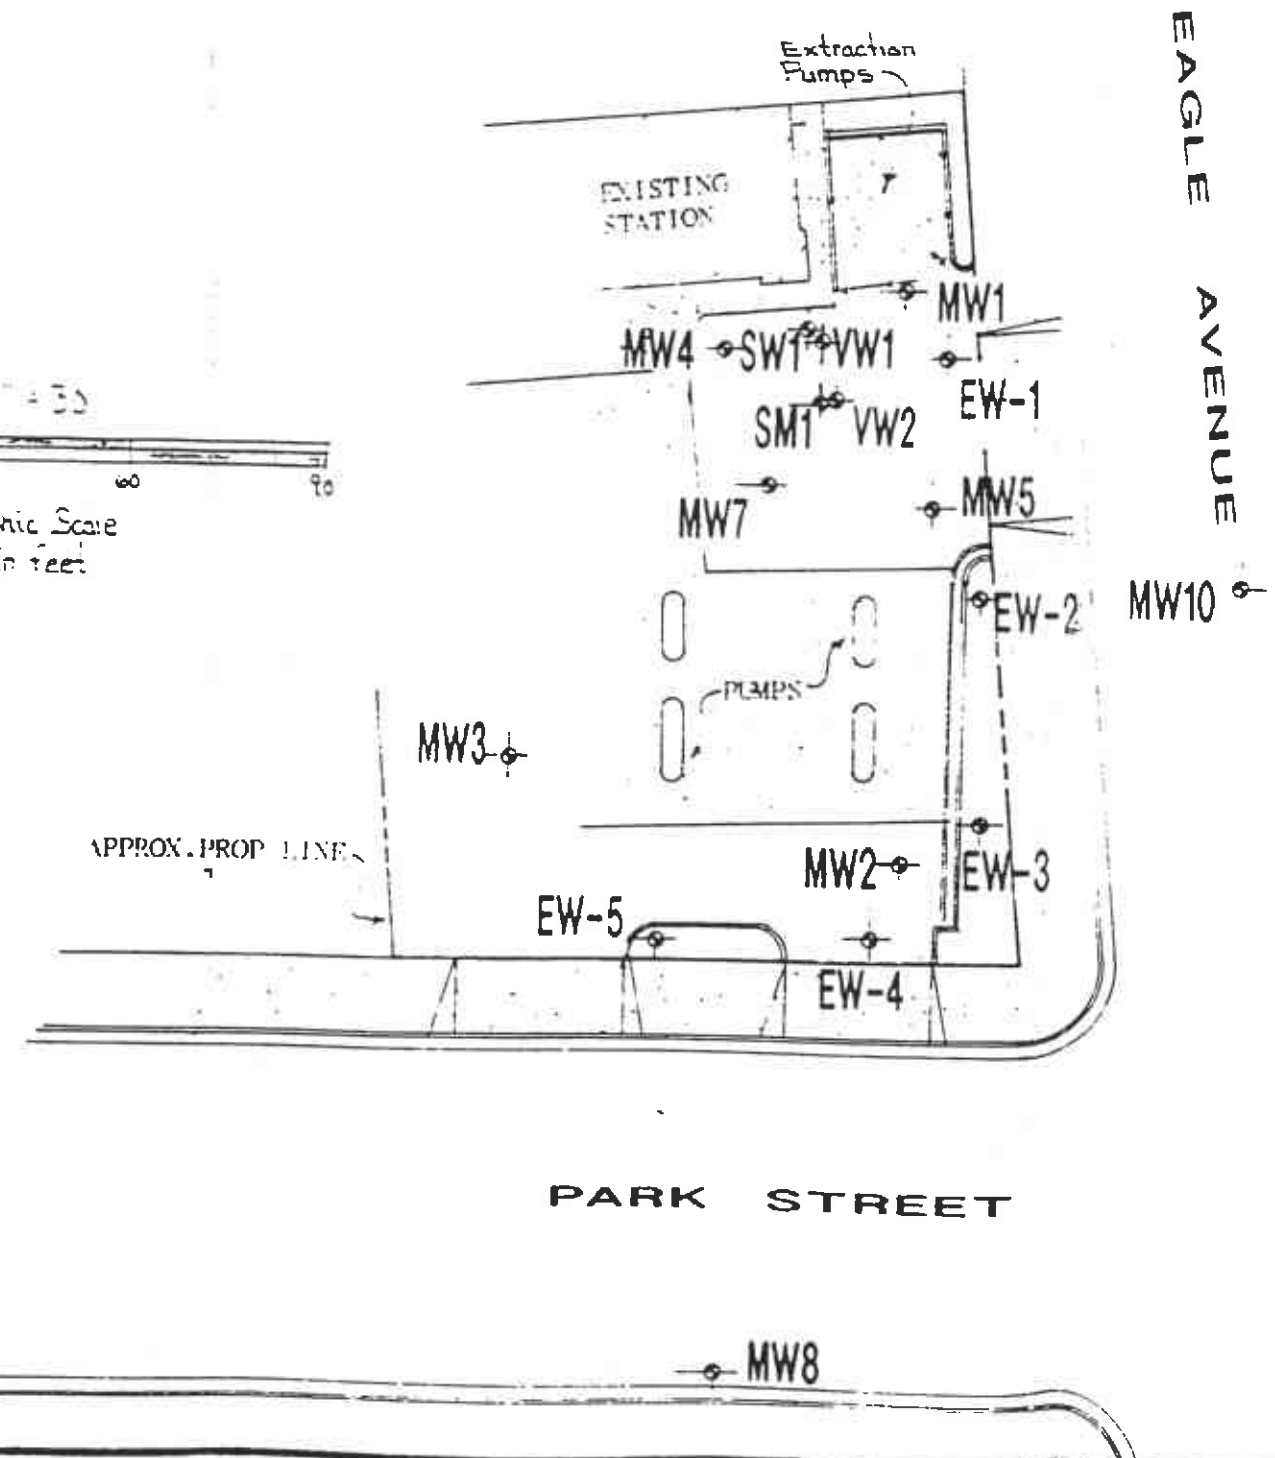 Extraction
Pumps
EAGLE AVENUE
EXISTING
STATION
MW1
MW4
SW1
VW1
EW-1
SM1
VW2
60
90
Scale
feet
MW7
MW5
EW-2
MW10
PUMPS
MW3
APPROX. PROP LINE
MW2
EW-3
EW-5
EW-4
PARK STREET
MW8